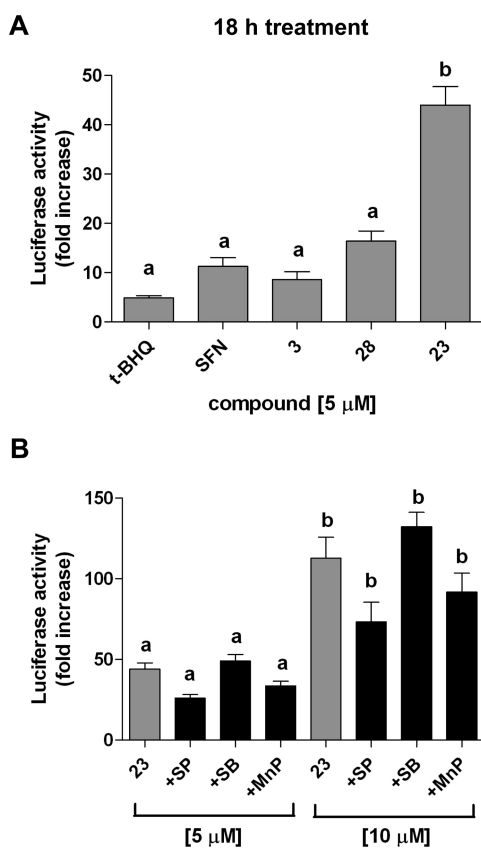 A
18 h treatment
Luciferase activity
(fold increase)
50
40
30
20
10
0
a
a
a
a
b
t-BHQ
SFN
3
28
23
compound [5 μM]
B
Luciferase activity
(fold increase)
150
100
50
0
a
a
a
a
b
b
b
b
23
+SP
+SB
+MnP
23
+SP
+SB
+MnP
[5 μM]
[10 μM]